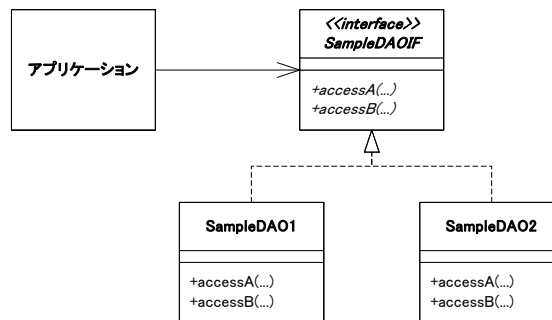 <<interface>>
SampleDAOIF
アプリケーション
+accessA(...)
+accessB(...)
SampleDAO1
+accessA(...)
+accessB(...)
SampleDAO2
+accessA(...)
+accessB(...)